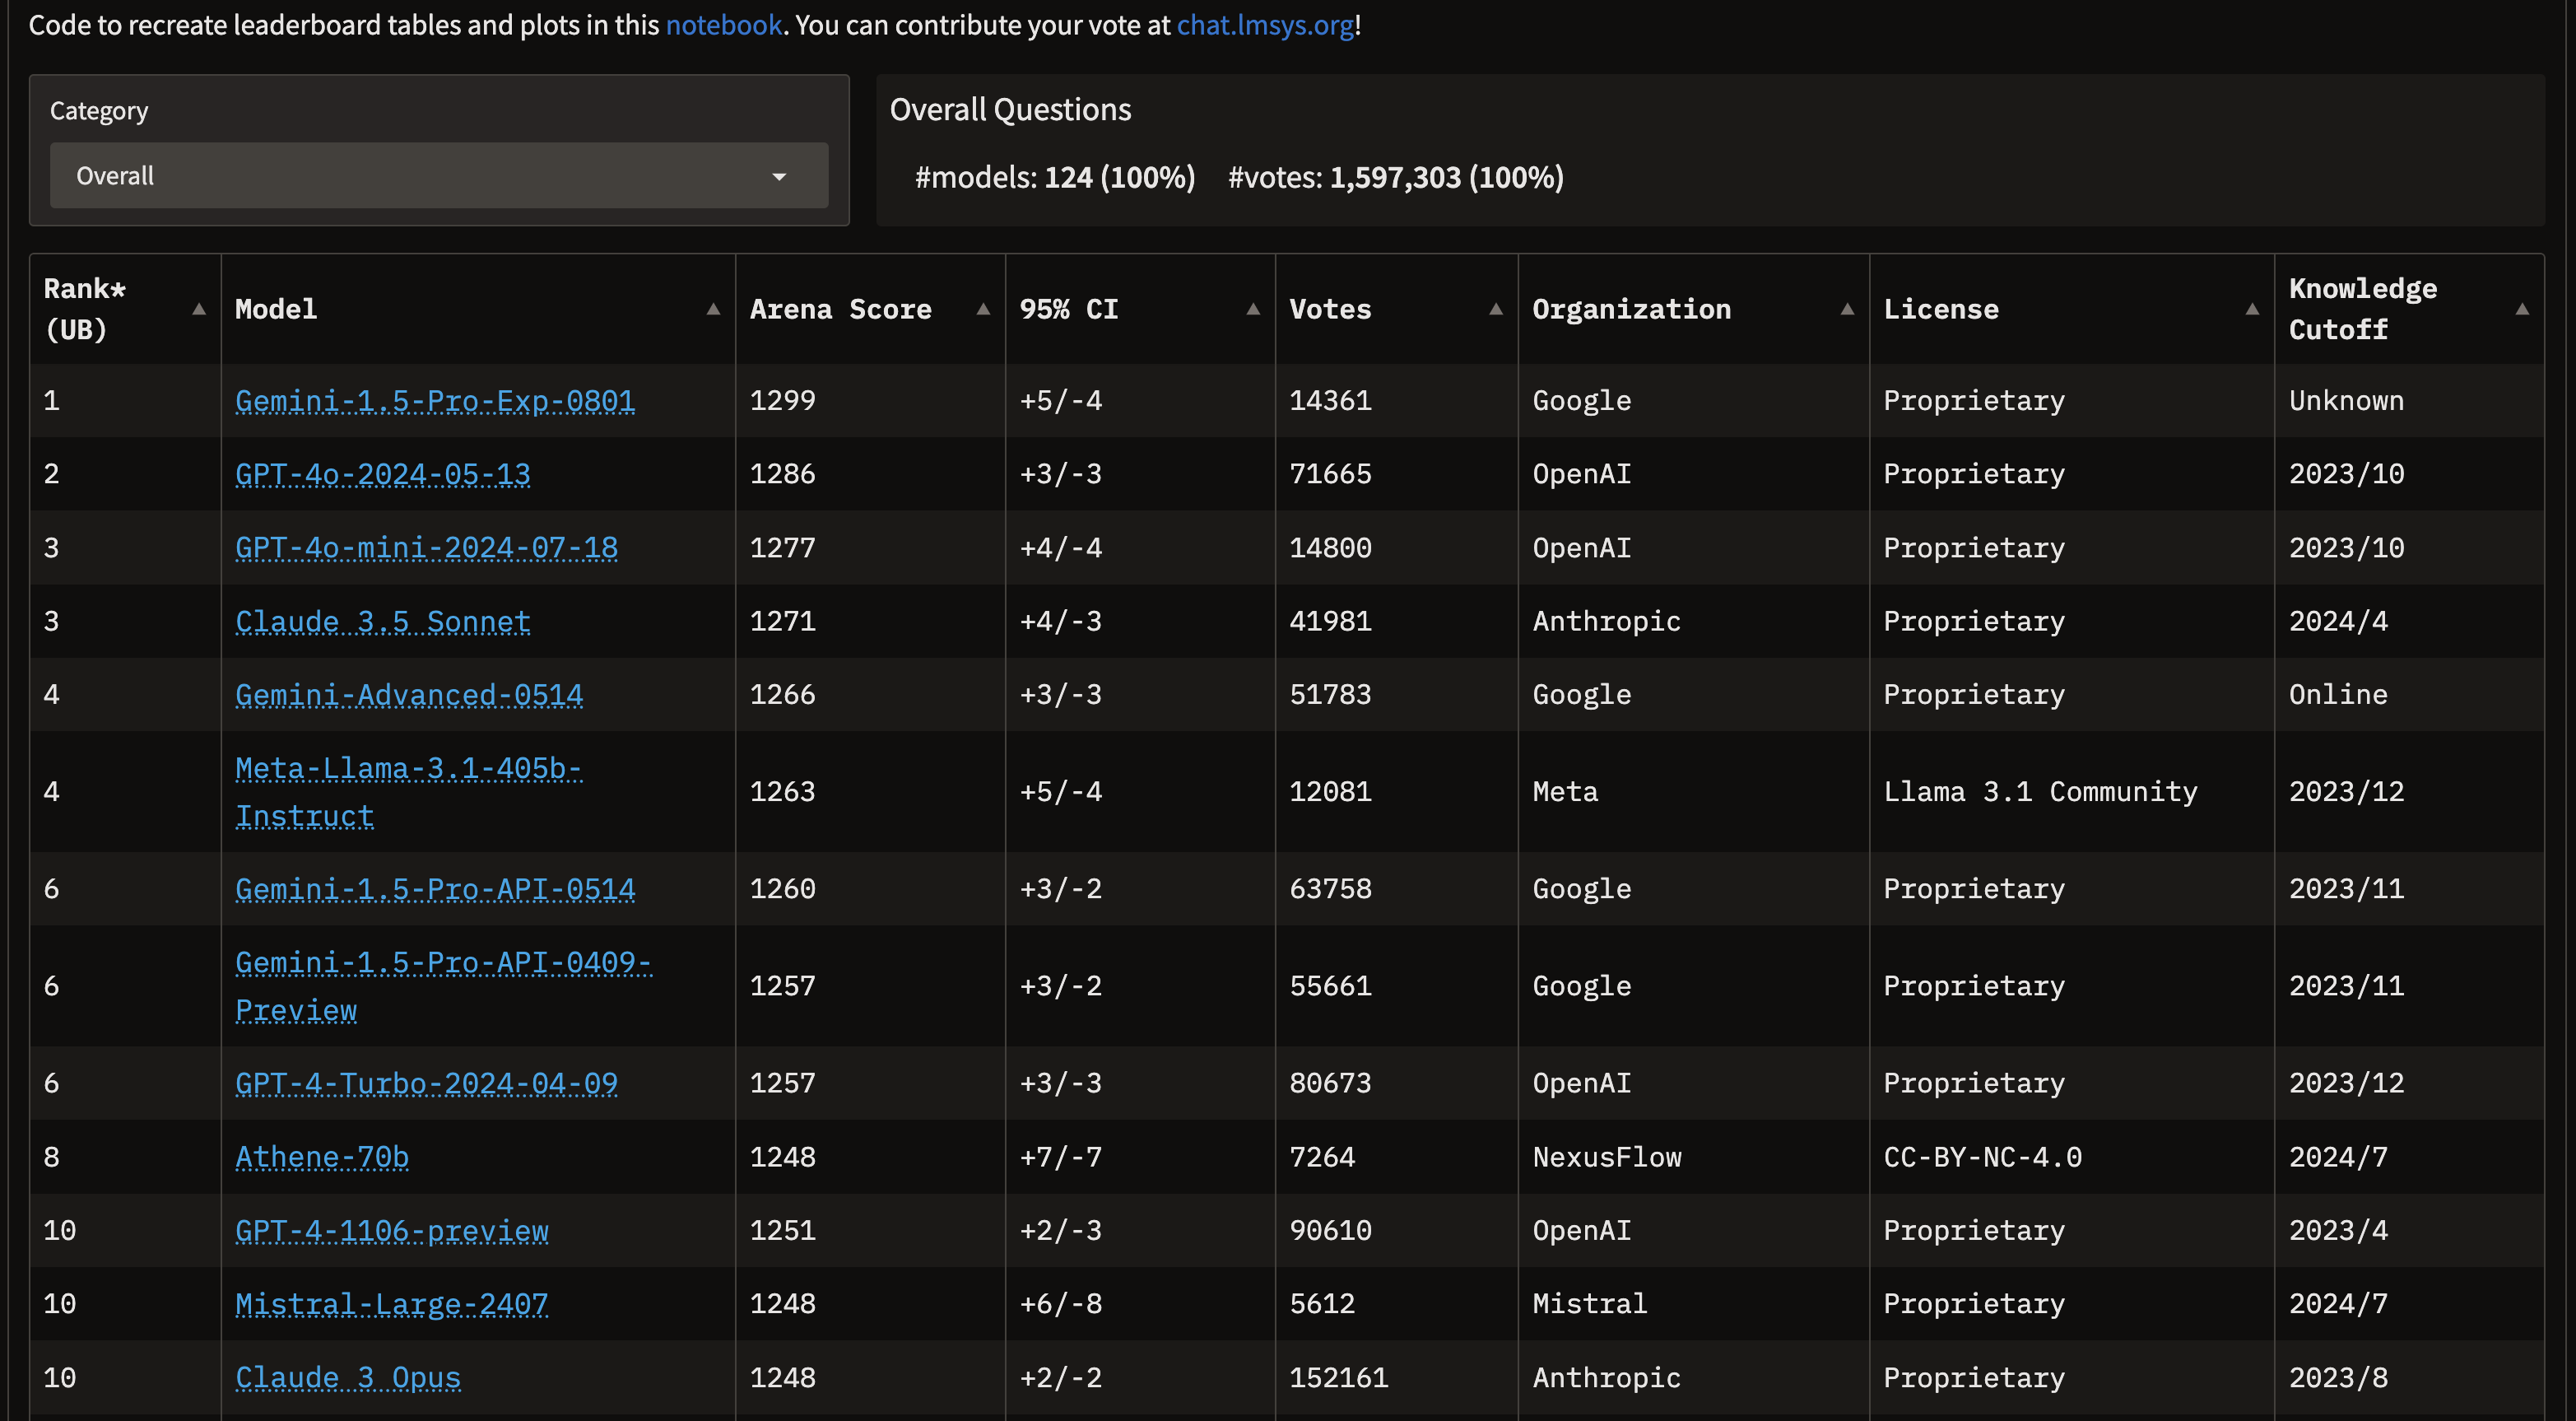 Code to recreate leaderboard tables and plots in this notebook. You can contribute your vote at chat.lmsys.org!
Category
Overall
Overall Questions
#models: 124 (100%) #votes: 1,597,303 (100%)
Rank* (UB) Model Arena Score 95% CI Votes Organization License Knowledge Cutoff
1 Gemini-1.5-Pro-Exp-0801 1299 +5/-4 14361 Google Proprietary Unknown
2 GPT-4o-2024-05-13 1286 +3/-3 71665 OpenAI Proprietary 2023/10
3 GPT-4o-mini-2024-07-18 1277 +4/-4 14800 OpenAI Proprietary 2023/10
3 Claude 3.5 Sonnet 1271 +4/-3 41981 Anthropic Proprietary 2024/4
4 Gemini-Advanced-0514 1266 +3/-3 51783 Google Proprietary Online
4 Meta-Llama-3.1-405b-Instruct 1263 +5/-4 12081 Meta Llama 3.1 Community 2023/12
6 Gemini-1.5-Pro-API-0514 1260 +3/-2 63758 Google Proprietary 2023/11
6 Gemini-1.5-Pro-API-0409-Preview 1257 +3/-2 55661 Google Proprietary 2023/11
6 GPT-4-Turbo-2024-04-09 1257 +3/-3 80673 OpenAI Proprietary 2023/12
8 Athene-70b 1248 +7/-7 7264 NexusFlow CC-BY-NC-4.0 2024/7
10 GPT-4-1106-preview 1251 +2/-3 90610 OpenAI Proprietary 2023/4
10 Mistral-Large-2407 1248 +6/-8 5612 Mistral Proprietary 2024/7
10 Claude 3 Opus 1248 +2/-2 152161 Anthropic Proprietary 2023/8